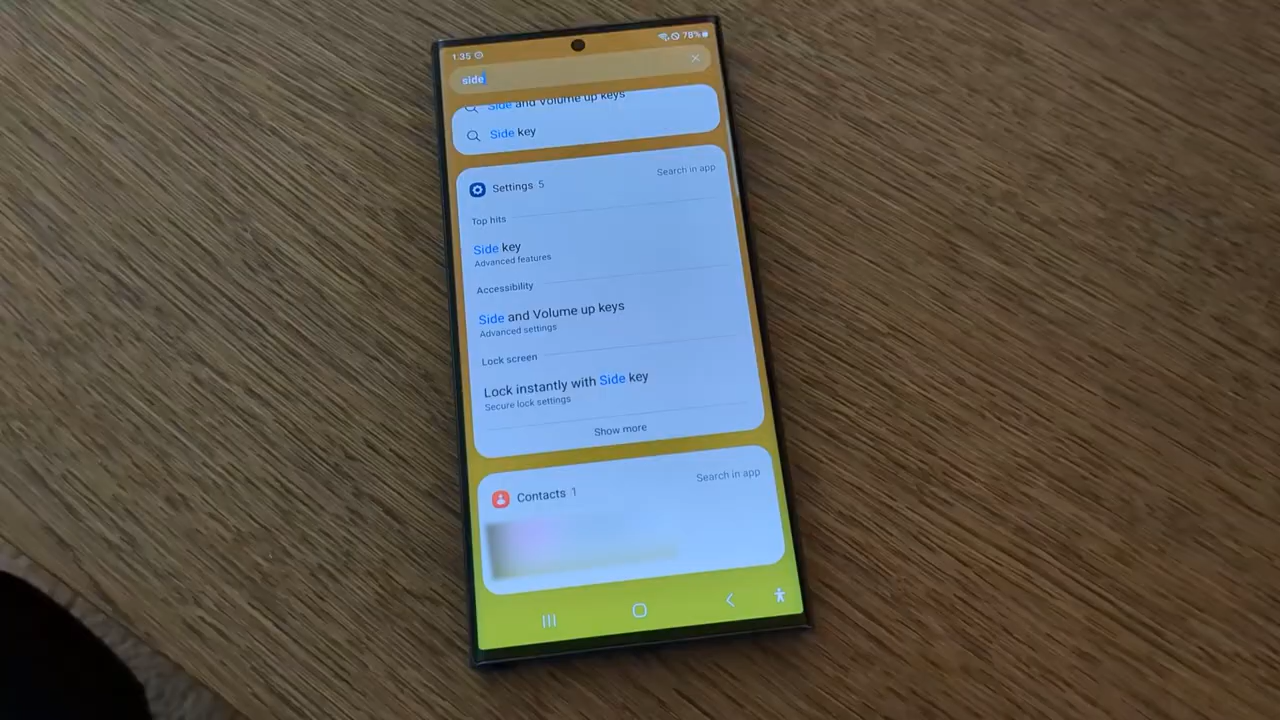 1:35
78%
side
Side and Volume up keys
Side key
Settings 5
Search in app
Top hits
Side key
Advanced features
Accessibility
Side and Volume up keys
Advanced settings
Lock screen
Lock instantly with Side key
Secure lock settings
Show more
Contacts 1
Search in app